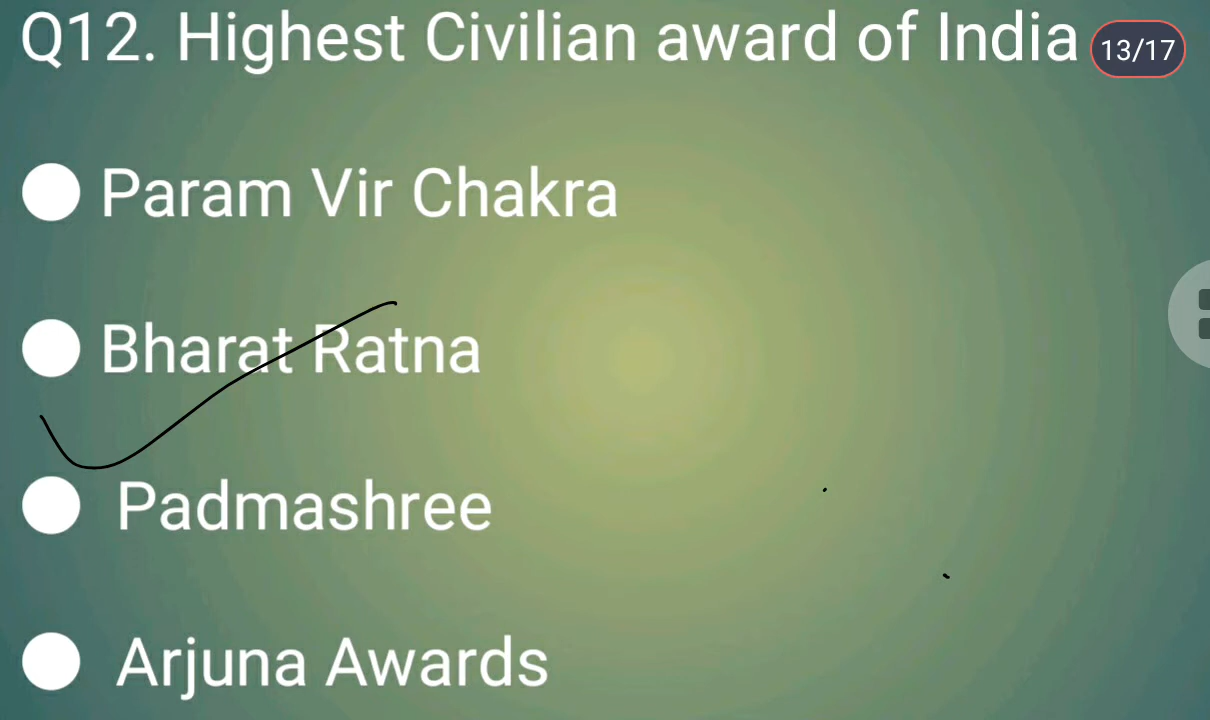 Q12. Highest Civilian award of India 13/17
Param Vir Chakra
Bharat Ratna
Padmashree
Arjuna Awards